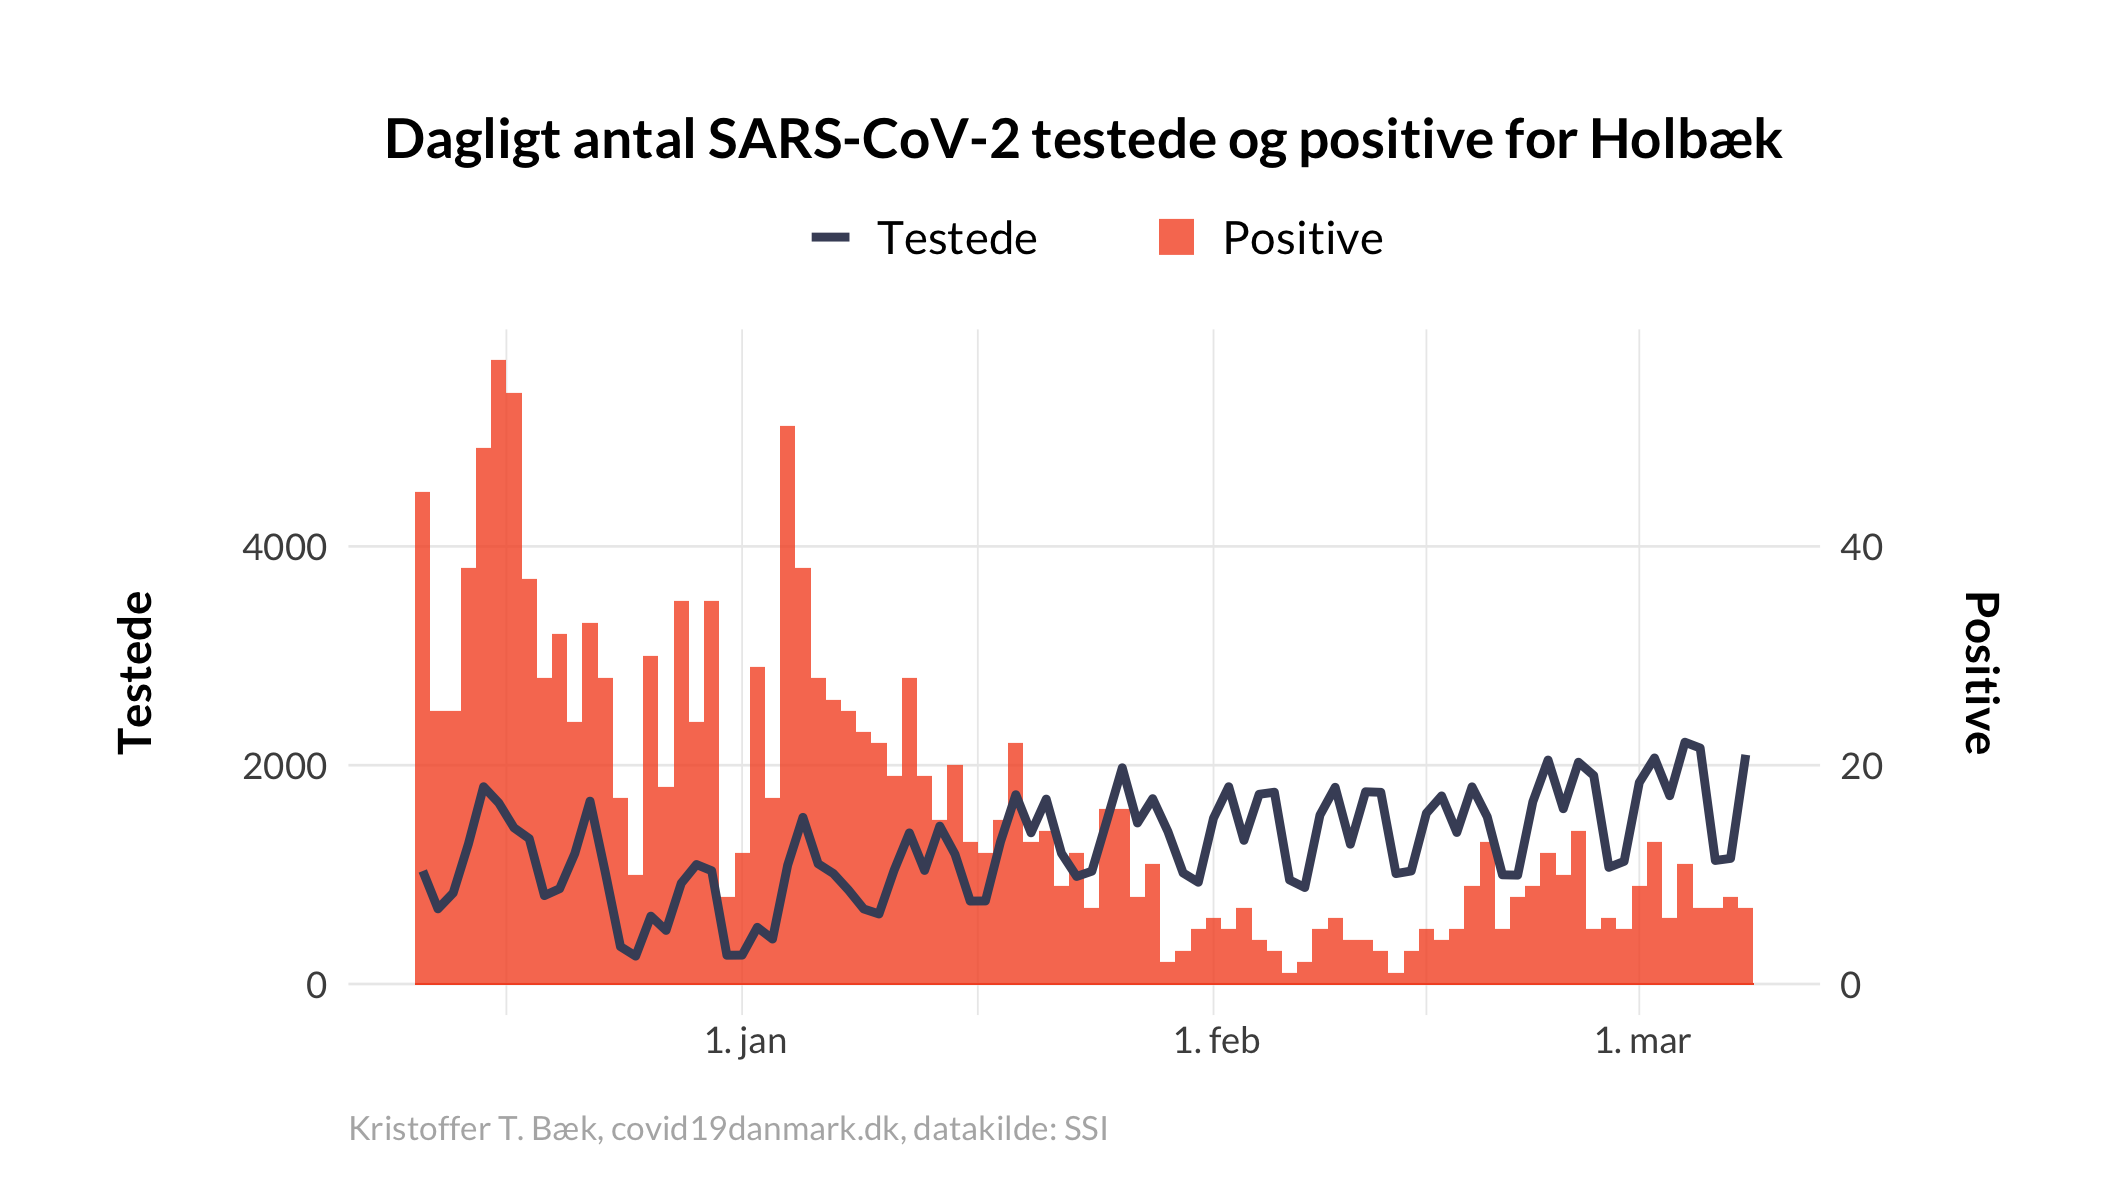 Dagligt antal SARS-CoV-2 testede og positive for Holbæk
Testede
Positive
4000
2000
0
40
20
0
Testede
Positive
1. jan
1. feb
1. mar
Kristoffer T. Bæk, covid19danmark.dk, datakilde: SSI